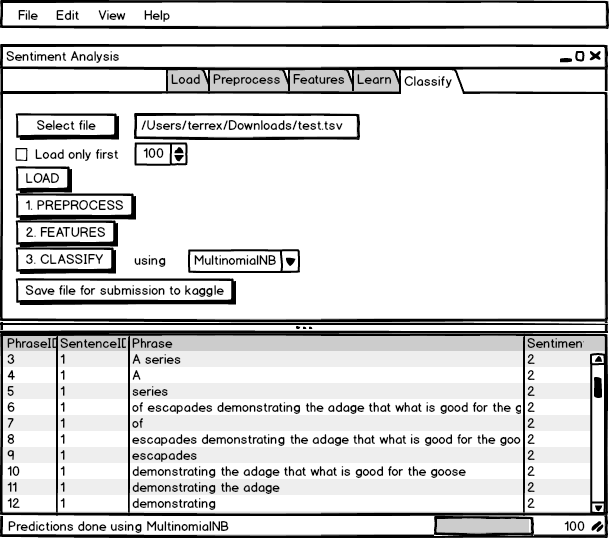 File Edit View Help
Sentiment Analysis
Load Preprocess Features Learn Classify
Select file /Users/terrex/Downloads/test.tsv
Load only first 100
LOAD
1. PREPROCESS
2. FEATURES
3. CLASSIFY using MultinomialNB
Save file for submission to kaggle
PhraseID SentenceID Phrase Sentimen
3 1 A series 2
4 1 A 2
5 1 series 2
6 1 of escapades demonstrating the adage that what is good for the g 2
7 1 of 2
8 1 escapades demonstrating the adage that what is good for the goo 2
9 1 escapades 2
10 1 demonstrating the adage that what is good for the goose 2
11 1 demonstrating the adage 2
12 1 demonstrating 2
Predictions done using MultinomialNB 100